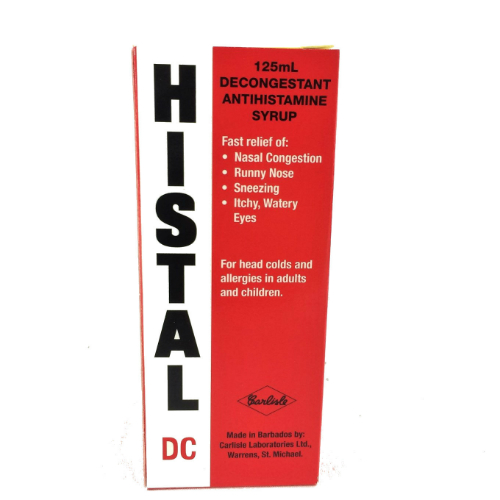 HISTAL
DC
125mL
DECONGESTANT
ANTIHISTAMINE
SYRUP
Fast relief of:
• Nasal Congestion
• Runny Nose
• Sneezing
• Itchy, Watery
Eyes
For head colds and
allergies in adults
and children.
Carlisle
Made in Barbados by:
Carlisle Laboratories Ltd.,
Warrens, St. Michael.